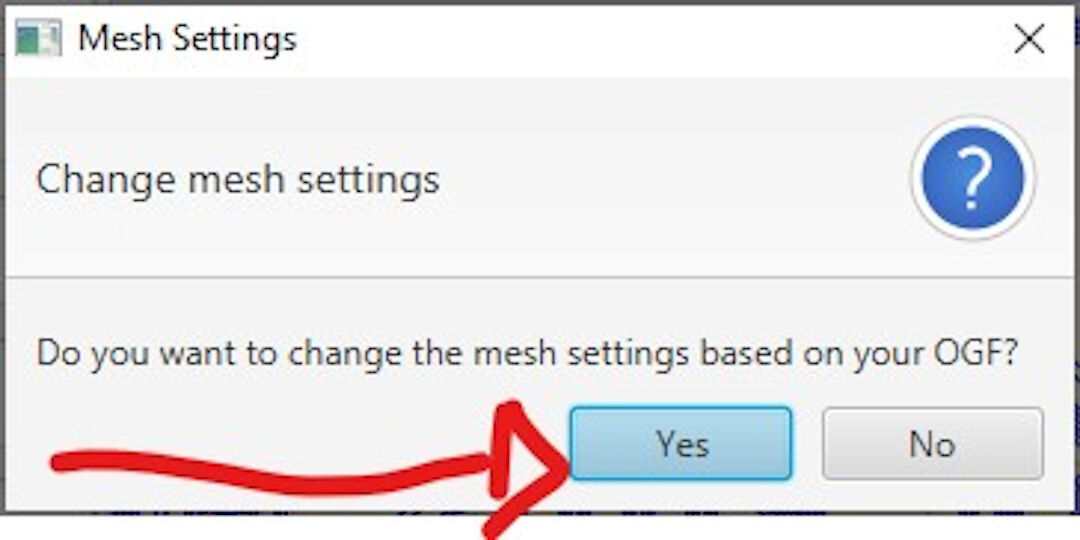 Mesh Settings
Change mesh settings
?
Do you want to change the mesh settings based on your OGF?
Yes No